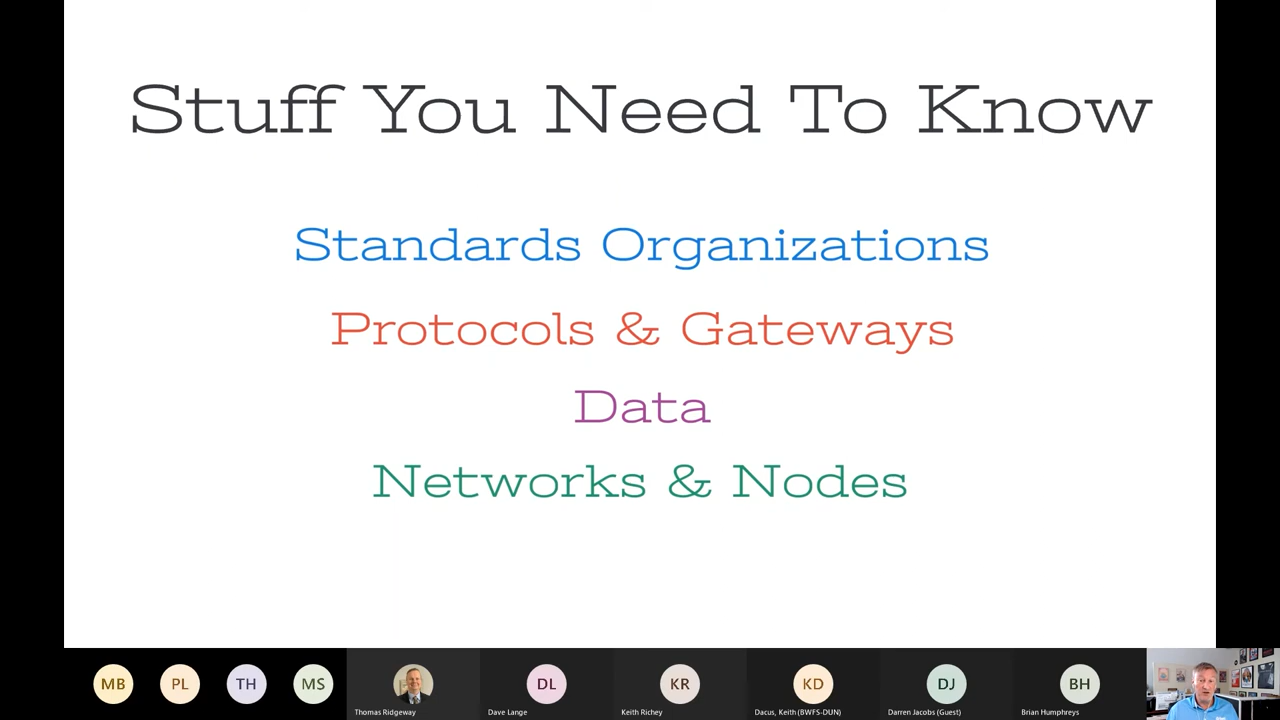 Stuff You Need To Know
Standards Organizations
Protocols & Gateways
Data
Networks & Nodes
MB
PL
TH
MS
Thomas Ridgeway
DL
Dave Lange
KR
Keith Richey
KD
Dacus, Keith (BWFS-DUN)
DJ
Darren Jacobs (Guest)
BH
Brian Humphreys